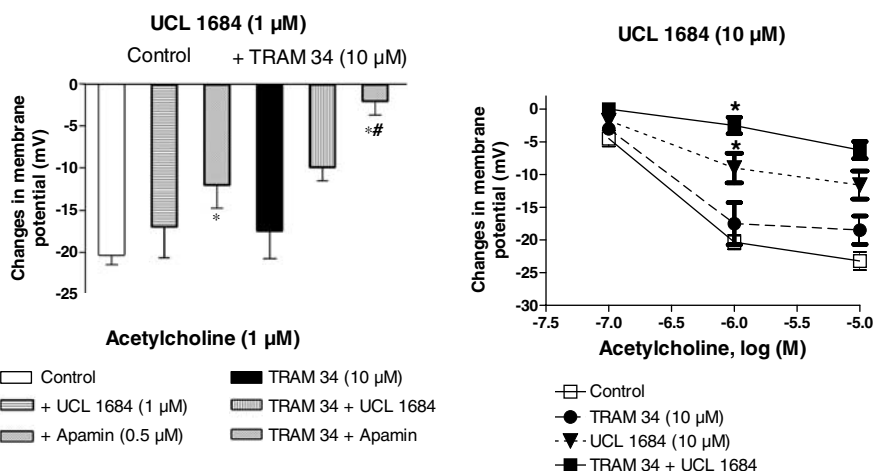 UCL 1684 (1 µM)
Control
+ TRAM 34 (10 µM)
Changes in membrane
potential (mV)
0
-5
-10
-15
-20
-25
*
*#
Acetylcholine (1 µM)
Control
+ UCL 1684 (1 µM)
+ Apamin (0.5 µM)
TRAM 34 (10 µM)
TRAM 34 + UCL 1684
TRAM 34 + Apamin
UCL 1684 (10 µM)
Changes in membrane
potential (mV)
0
-5
-10
-15
-20
-25
-30
*
*
-7.5 -7.0 -6.5 -6.0 -5.5 -5.0
Acetylcholine, log (M)
Control
TRAM 34 (10 µM)
UCL 1684 (10 µM)
TRAM 34 + UCL 1684